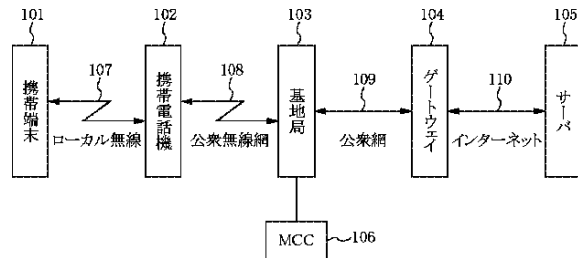 101
102
103
104
105
107
108
109
110
携帯端末
携帯電話機
基地局
ゲートウェイ
サーバ
ローカル無線
公衆無線網
公衆網
インターネット
MCC
106